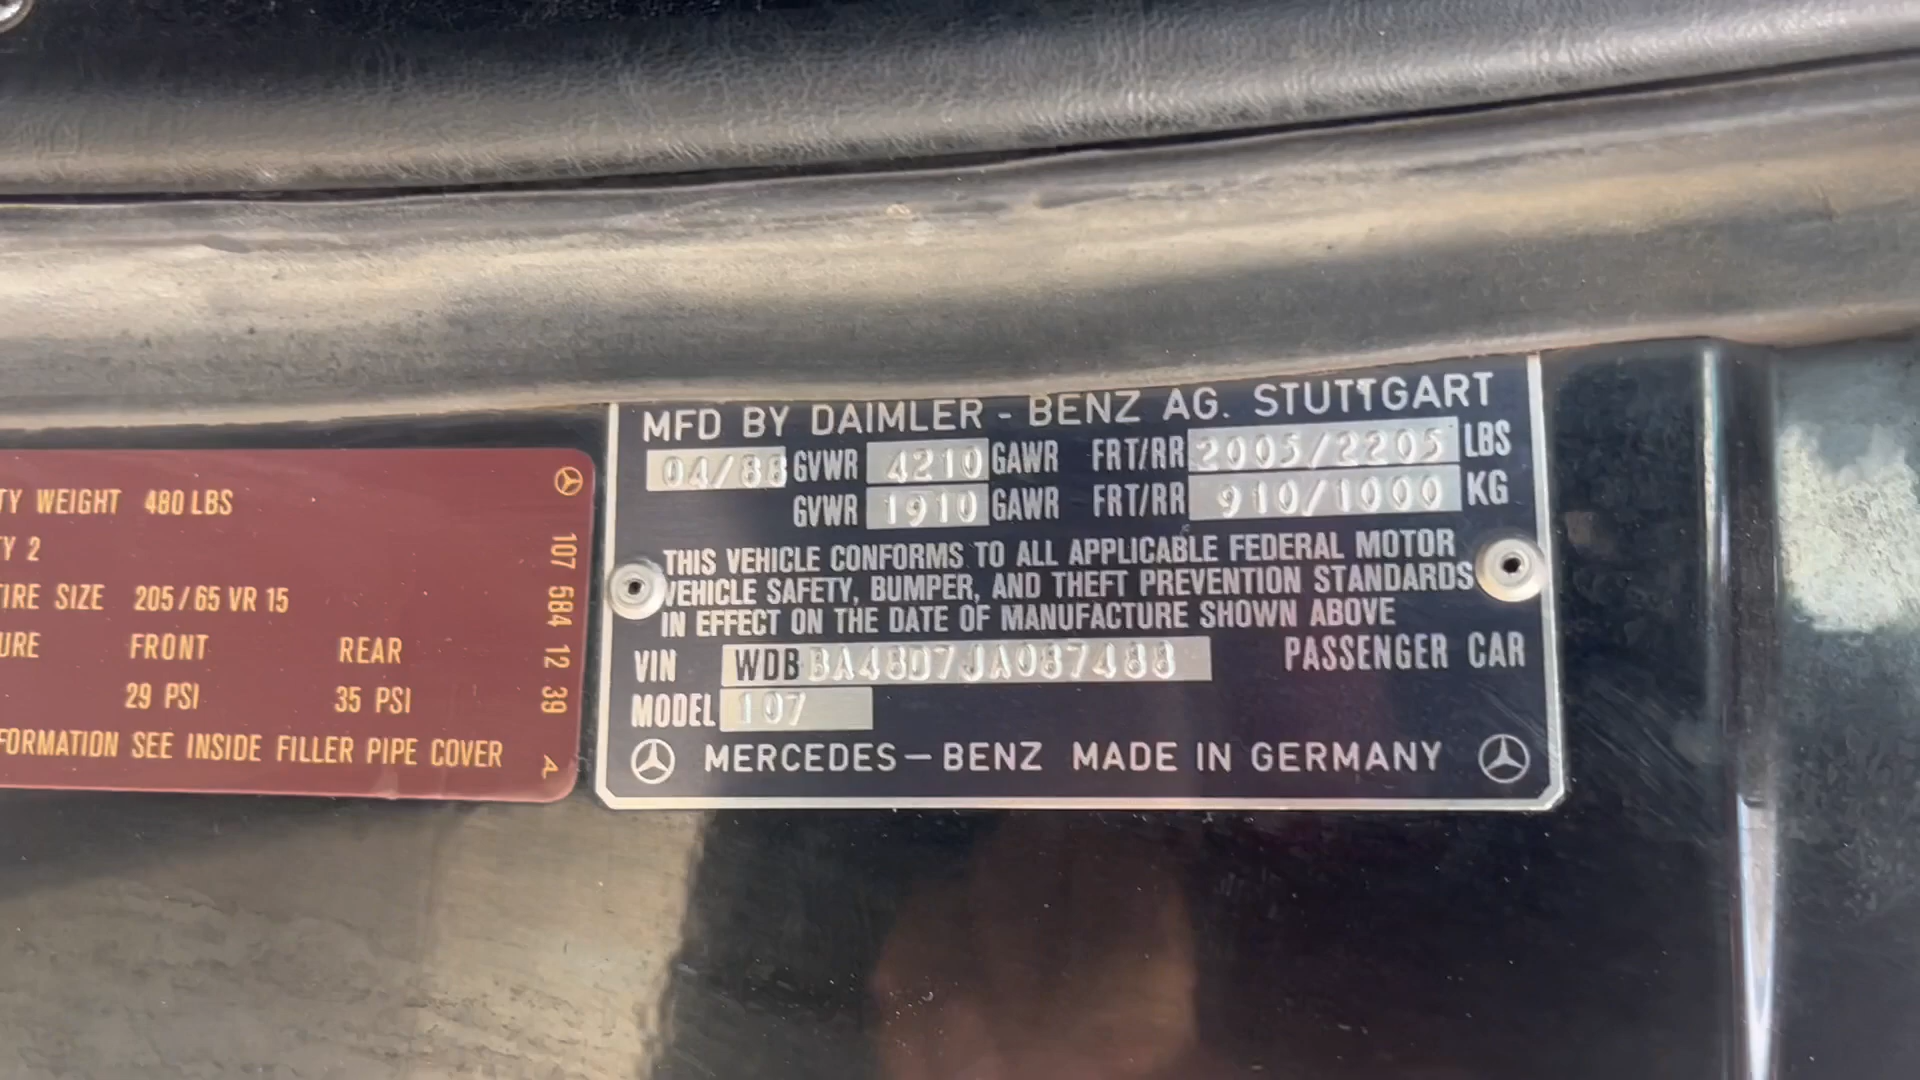 TY WEIGHT 480 LBS
TY 2
TIRE SIZE 205/65 VR 15
URE FRONT REAR
29 PSI 35 PSI
FORMATION SEE INSIDE FILLER PIPE COVER
107 584 12 39 A
MFD BY DAIMLER - BENZ AG. STUTTGART
04/88 GVWR 4210 GAWR FRT/RR 2005/2205 LBS
GVWR 1910 GAWR FRT/RR 910/1000 KG
THIS VEHICLE CONFORMS TO ALL APPLICABLE FEDERAL MOTOR
VEHICLE SAFETY, BUMPER, AND THEFT PREVENTION STANDARDS
IN EFFECT ON THE DATE OF MANUFACTURE SHOWN ABOVE
VIN WDBBA48D7JA087488 PASSENGER CAR
MODEL 107
MERCEDES-BENZ MADE IN GERMANY